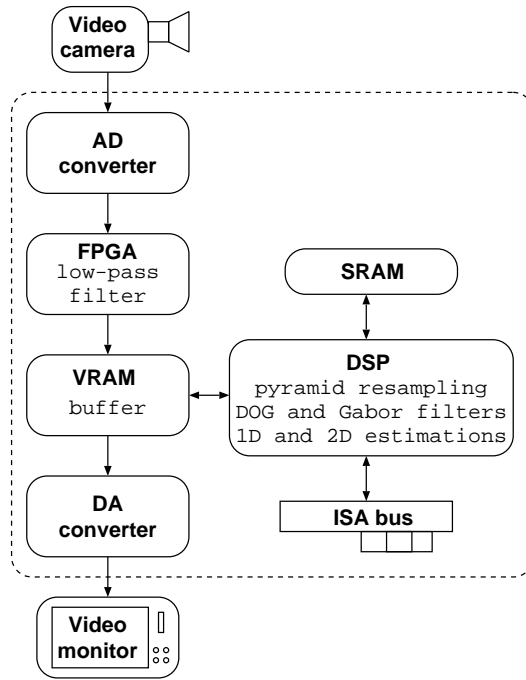 Video
camera
AD
converter
FPGA
low-pass
filter
SRAM
VRAM
buffer
DSP
pyramid resampling
DOG and Gabor filters
1D and 2D estimations
DA
converter
ISA bus
Video
monitor